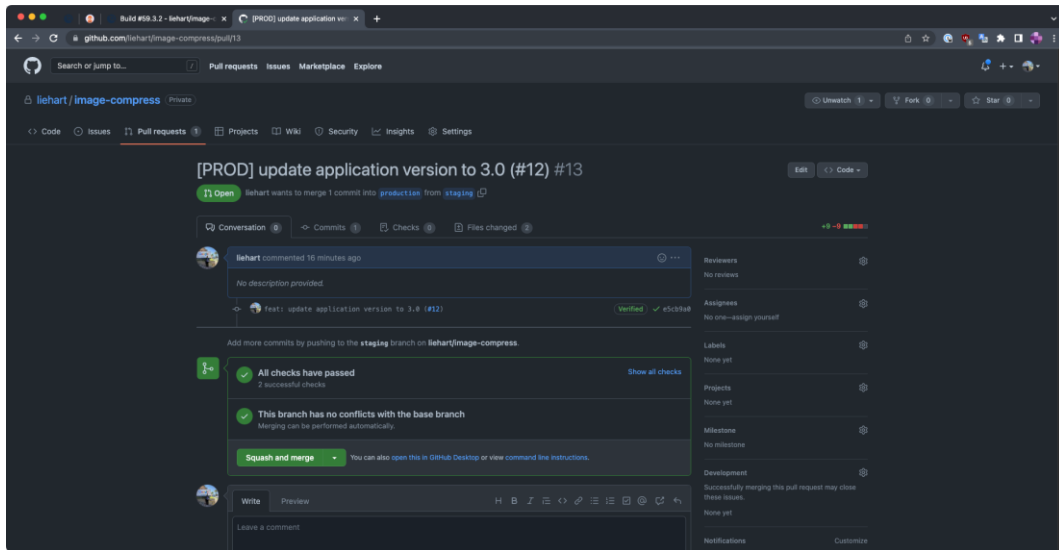 Build #59.3.2 - liehart/image-c
[PROD] update application ver
github.com/liehart/image-compress/pull/13
Search or jump to...
/
Pull requests Issues Marketplace Explore
liehart / image-compress Private
Unwatch 1
Fork 0
Star 0
Code
Issues
Pull requests 1
Projects
Wiki
Security
Insights
Settings
[PROD] update application version to 3.0 (#12) #13
Edit
Code
Open
liehart wants to merge 1 commit into production from staging
Conversation 0
Commits 1
Checks 0
Files changed 2
+9 −9
liehart commented 16 minutes ago
No description provided.
feat: update application version to 3.0 (#12)
Verified
e5cb9a0
Add more commits by pushing to the staging branch on liehart/image-compress.
All checks have passed
2 successful checks
Show all checks
This branch has no conflicts with the base branch
Merging can be performed automatically.
Squash and merge
You can also open this in GitHub Desktop or view command line instructions.
Write
Preview
Leave a comment
Reviewers
No reviews
Assignees
No one—assign yourself
Labels
None yet
Projects
None yet
Milestone
No milestone
Development
Successfully merging this pull request may close
these issues.
None yet
Notifications
Customize